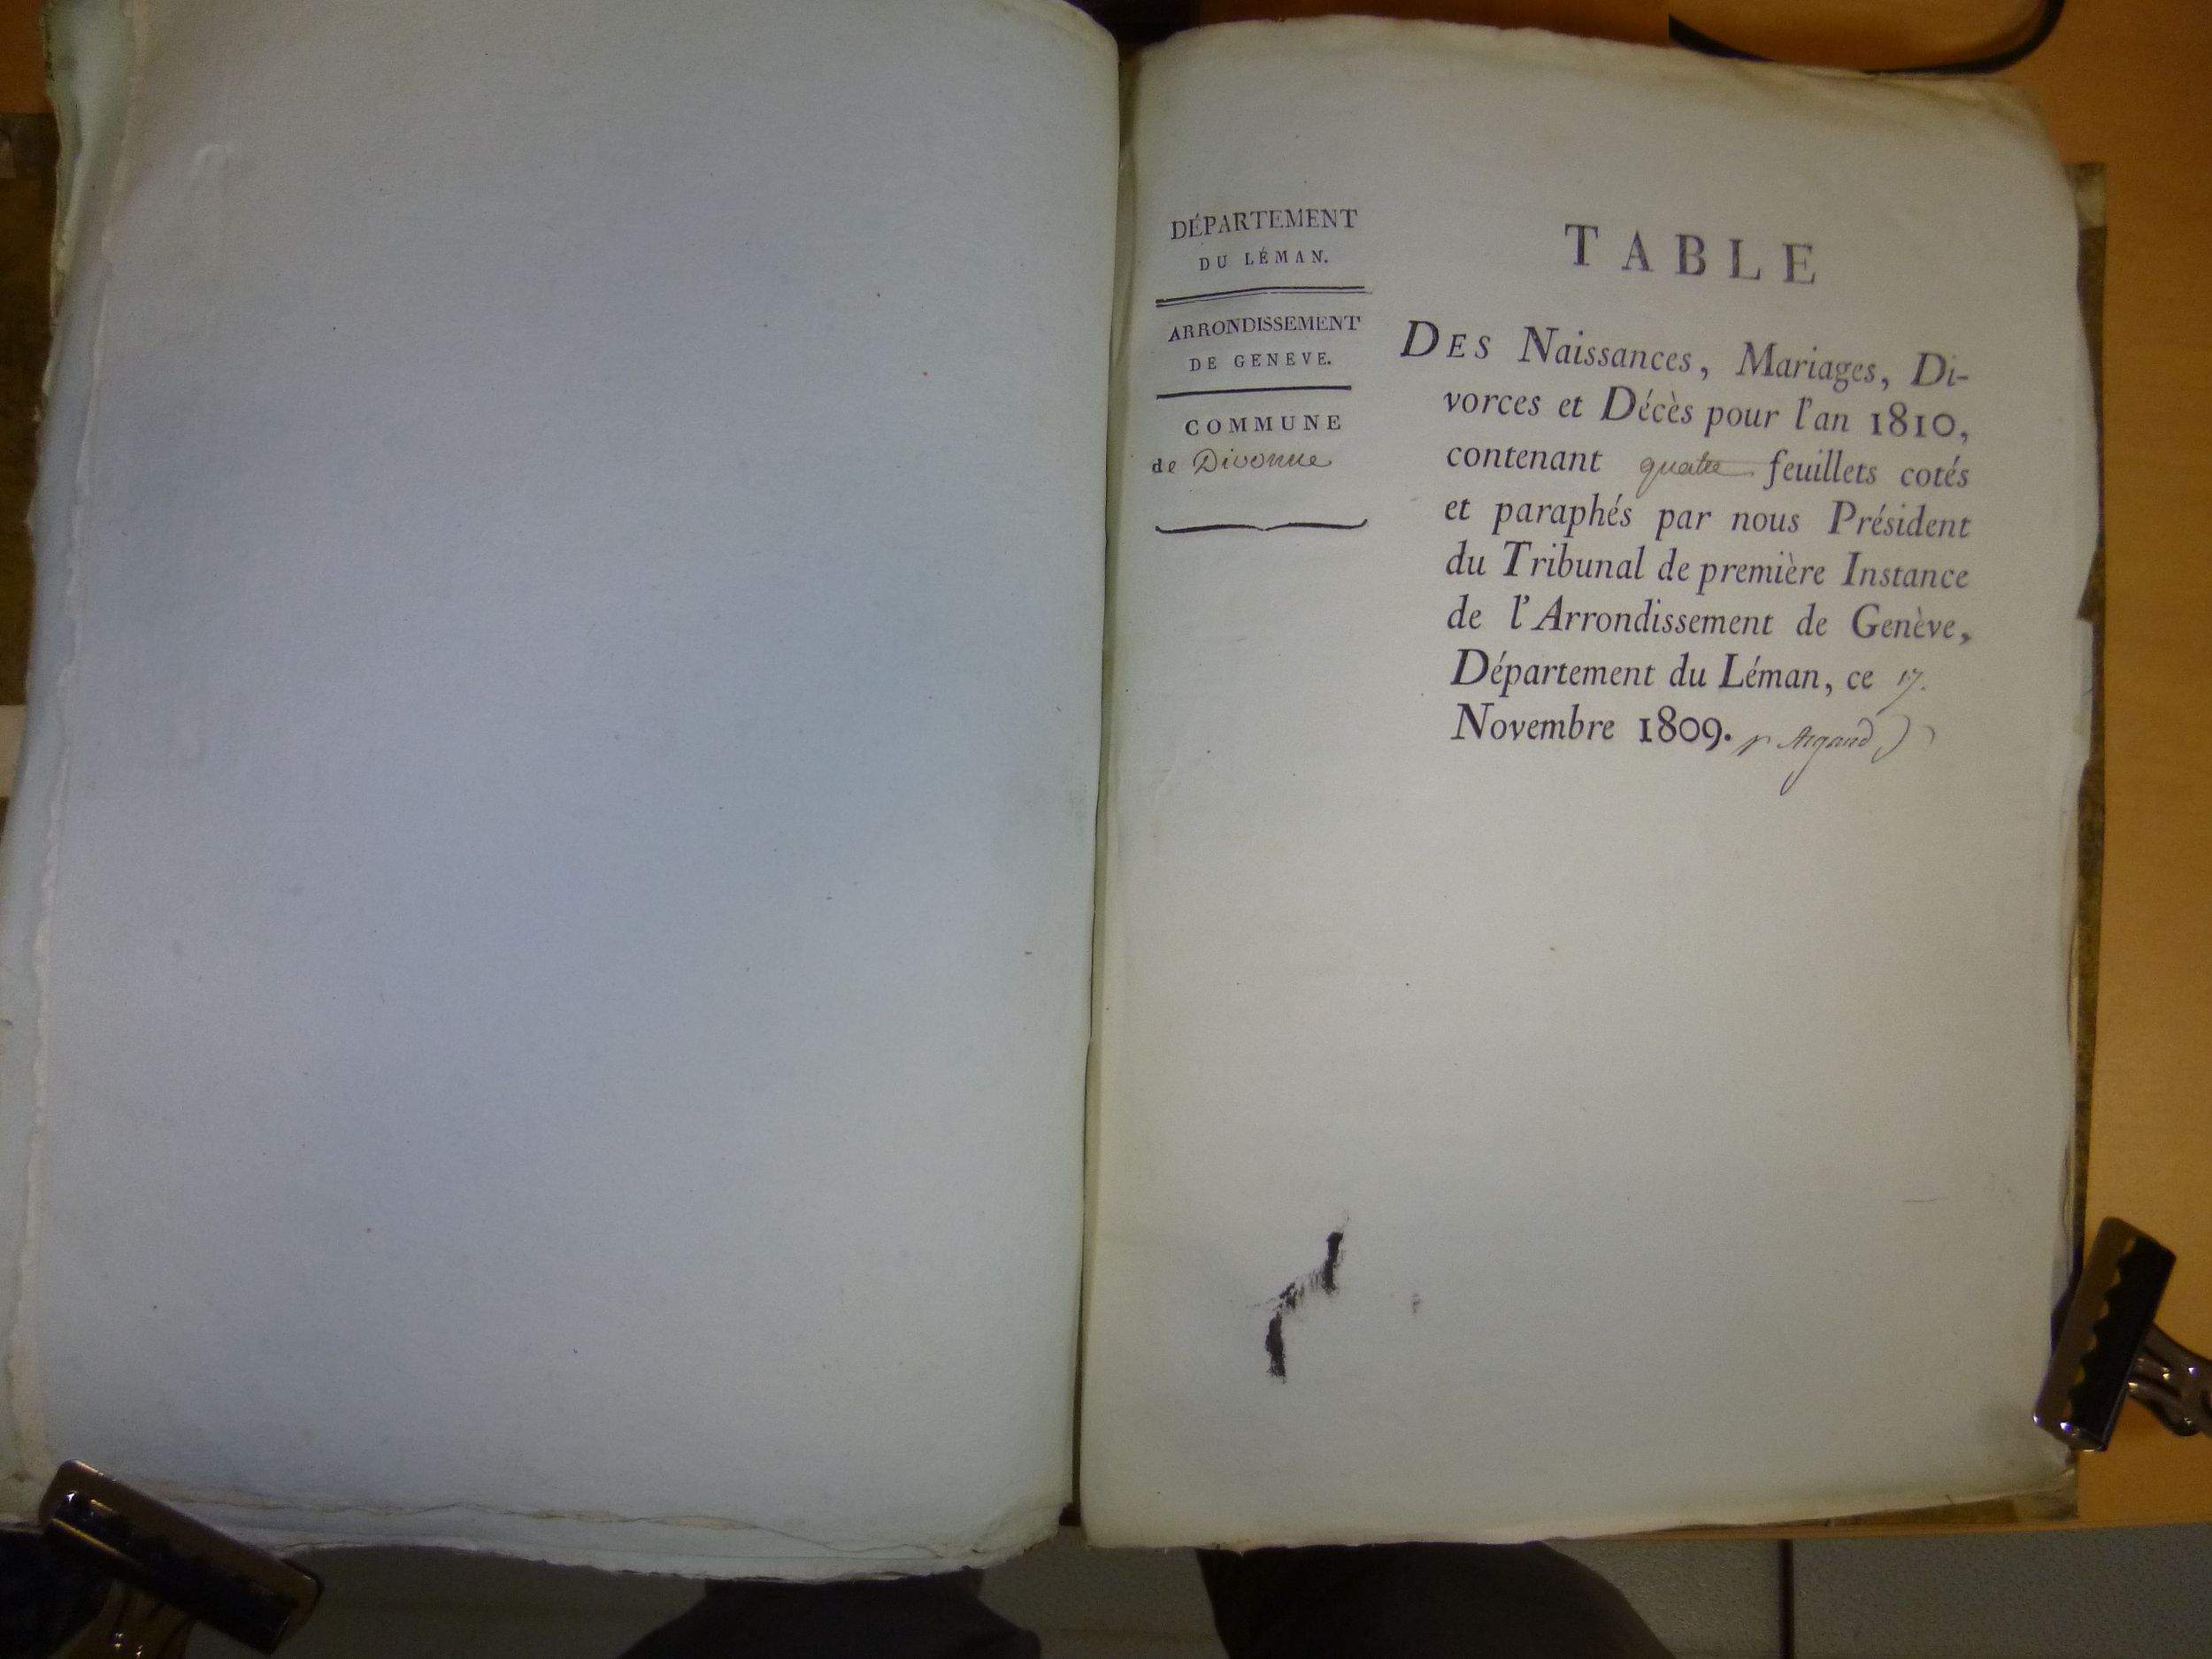 DÉPARTEMENT
DU LÉMAN.
ARRONDISSEMENT
DE GENEVE.
COMMUNE
de Divonne
TABLE
DES Naissances, Mariages, Di-
vorces et Décès pour l'an 1810,
contenant quatre feuillets cotés
et paraphés par nous Président
du Tribunal de première Instance
de l'Arrondissement de Genève,
Département du Léman, ce 17.
Novembre 1809. Argand